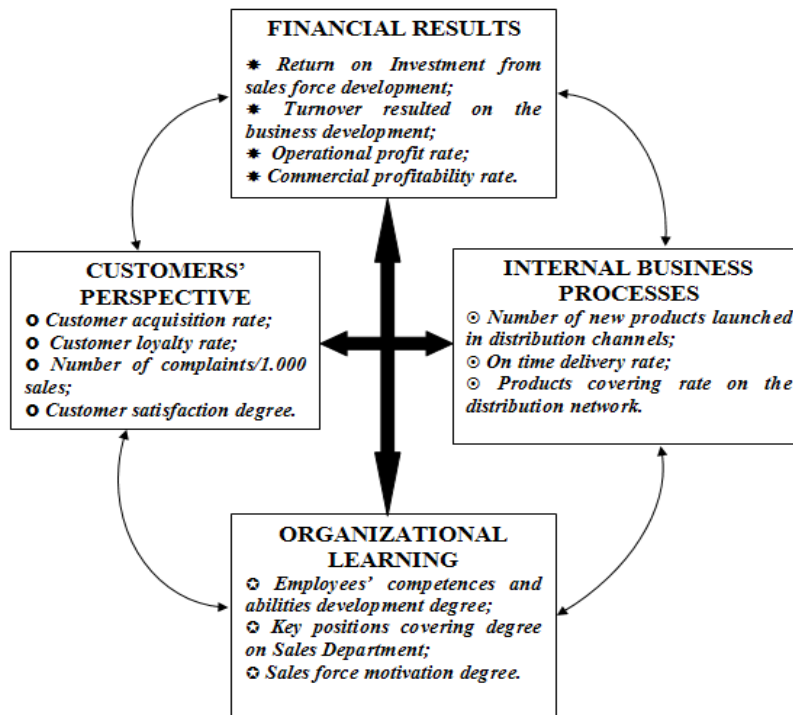 FINANCIAL RESULTS
✷ Return on Investment from
sales force development;
✷ Turnover resulted on the
business development;
✷ Operational profit rate;
✷ Commercial profitability rate.
CUSTOMERS’
PERSPECTIVE
✪ Customer acquisition rate;
✪ Customer loyalty rate;
✪ Number of complaints/1.000
sales;
✪ Customer satisfaction degree.
INTERNAL BUSINESS
PROCESSES
⊙ Number of new products launched
in distribution channels;
⊙ On time delivery rate;
⊙ Products covering rate on the
distribution network.
ORGANIZATIONAL
LEARNING
✪ Employees’ competences and
abilities development degree;
✪ Key positions covering degree
on Sales Department;
✪ Sales force motivation degree.